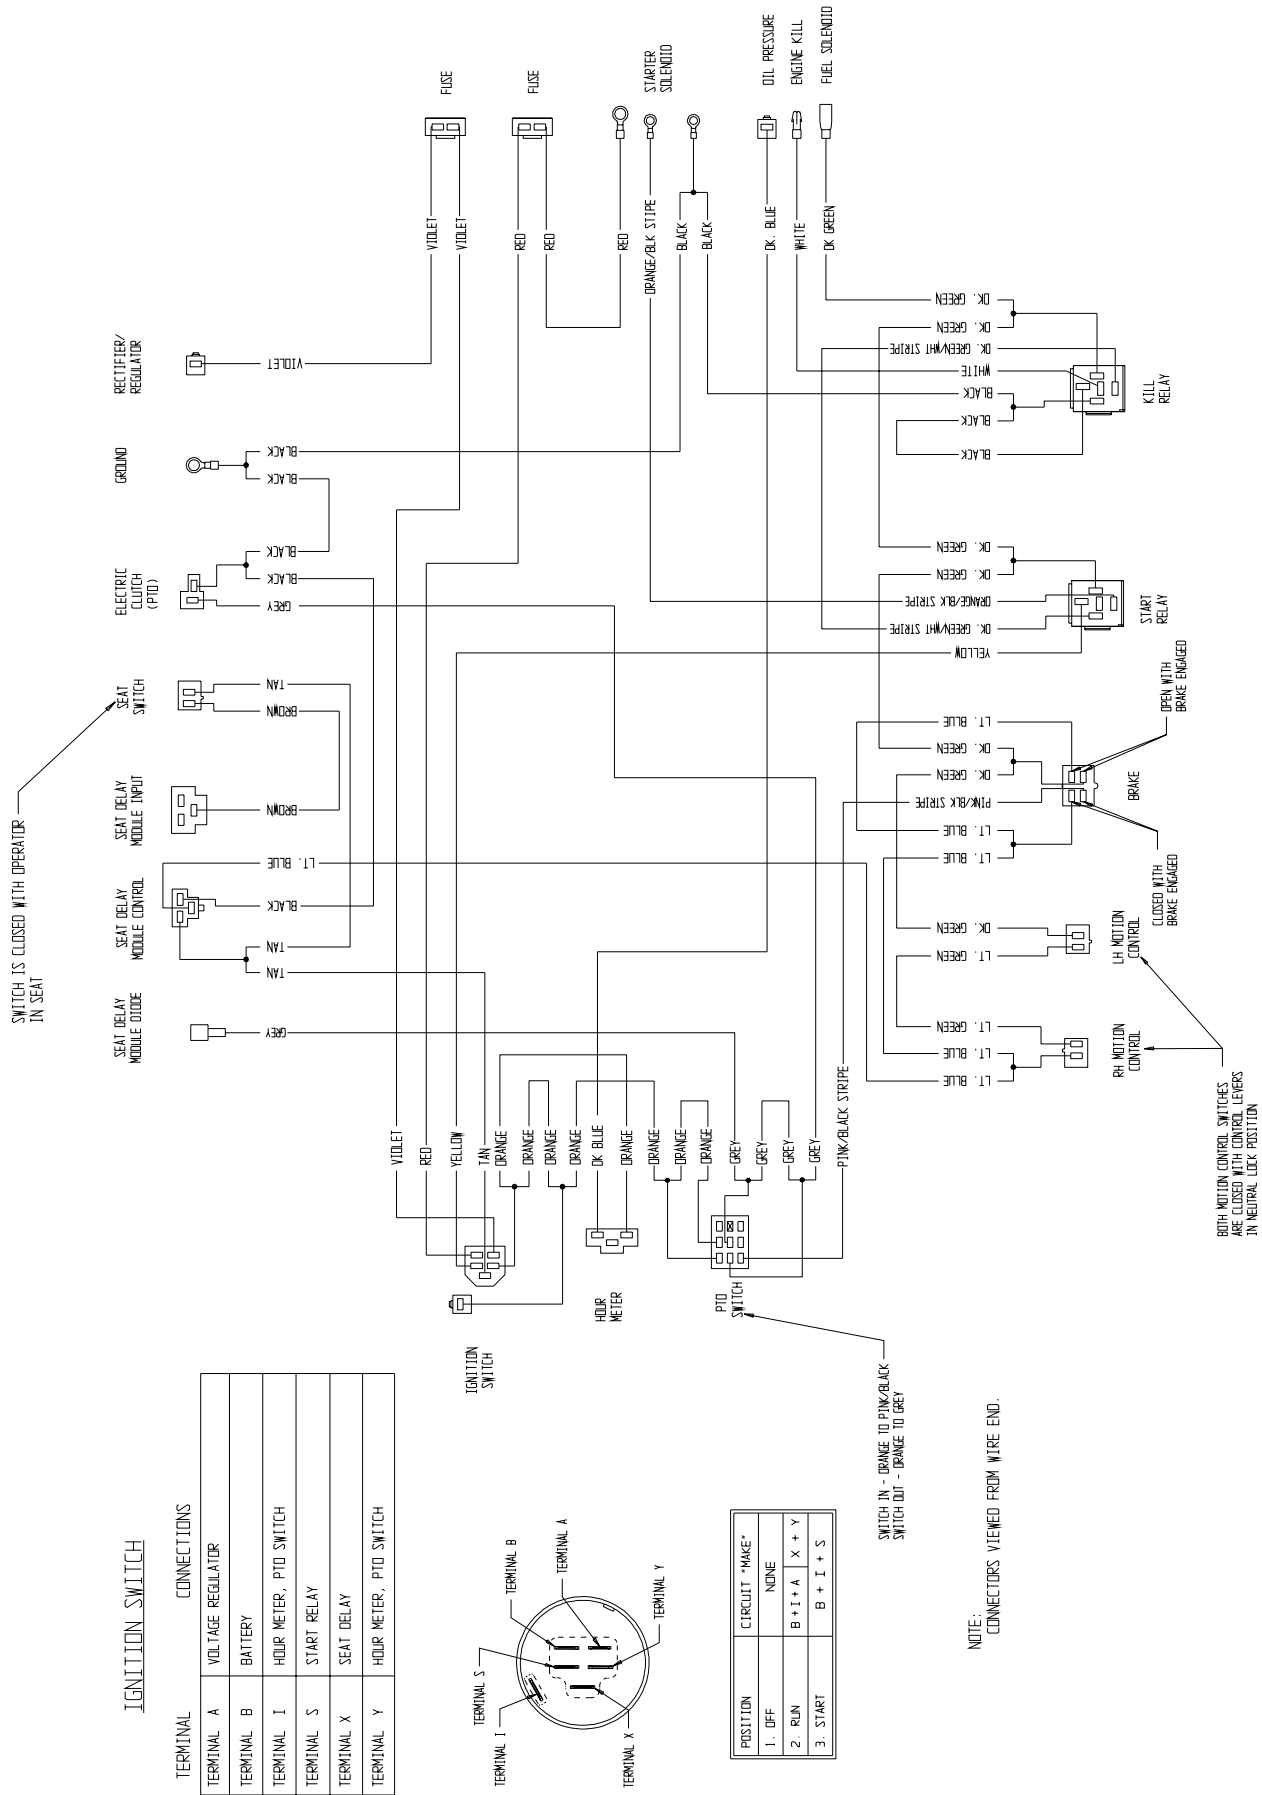 IGNITION SWITCH
TERMINAL CONNECTIONS
TERMINAL A VOLTAGE REGULATOR
TERMINAL B BATTERY
TERMINAL I HOUR METER, PTO SWITCH
TERMINAL S START RELAY
TERMINAL X SEAT DELAY
TERMINAL Y HOUR METER, PTO SWITCH
TERMINAL I
TERMINAL S
TERMINAL B
TERMINAL A
TERMINAL X
TERMINAL Y
POSITION CIRCUIT "MAKE"
1. OFF NONE
2. RUN B+I+A X + Y
3. START B + I + S
NOTE:
CONNECTORS VIEWED FROM WIRE END.
SWITCH IS CLOSED WITH OPERATOR
IN SEAT
SEAT DELAY
MODULE DIODE
SEAT DELAY
MODULE CONTROL
SEAT DELAY
MODULE INPUT
SEAT
SWITCH
ELECTRIC
CLUTCH
(PTO)
GROUND
RECTIFIER/
REGULATOR
GREY
TAN
TAN
BLACK
LT. BLUE
BROWN
BROWN
TAN
GREY
BLACK
BLACK
BLACK
BLACK
VIOLET
FUSE
FUSE
STARTER
SOLENOID
OIL PRESSURE
ENGINE KILL
FUEL SOLENOID
VIOLET
VIOLET
RED
RED
RED
ORANGE/BLK STIPE
BLACK
BLACK
DK. BLUE
WHITE
DK GREEN
IGNITION
SWITCH
HOUR
METER
PTO
SWITCH
SWITCH IN - ORANGE TO PINK/BLACK
SWITCH OUT - ORANGE TO GREY
VIOLET
RED
YELLOW
TAN
ORANGE
ORANGE
ORANGE
ORANGE
DK BLUE
ORANGE
ORANGE
ORANGE
ORANGE
GREY
GREY
GREY
GREY
PINK/BLACK STRIPE
DK. GREEN
DK. GREEN
DK. GREEN/WHT STRIPE
WHITE
BLACK
BLACK
BLACK
KILL
RELAY
DK. GREEN
DK. GREEN
ORANGE/BLK STRIPE
DK. GREEN/WHT STRIPE
YELLOW
START
RELAY
LT. BLUE
DK. GREEN
DK. GREEN
PINK/BLK STRIPE
LT. BLUE
LT. BLUE
OPEN WITH
BRAKE ENGAGED
BRAKE
CLOSED WITH
BRAKE ENGAGED
DK. GREEN
LT. GREEN
LH MOTION
CONTROL
LT. GREEN
LT. BLUE
LT. BLUE
RH MOTION
CONTROL
BOTH MOTION CONTROL SWITCHES
ARE CLOSED WITH CONTROL LEVERS
IN NEUTRAL LOCK POSITION